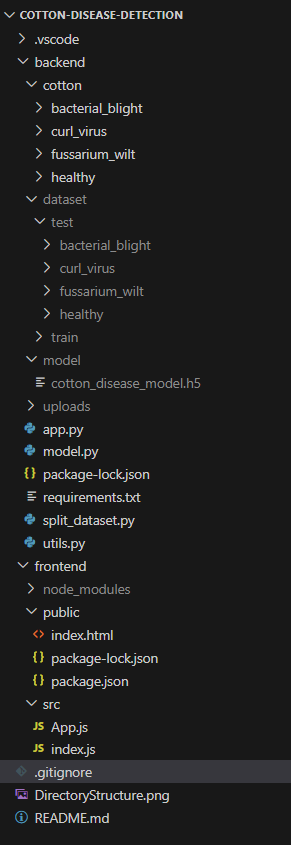 COTTON-DISEASE-DETECTION
.vscode
backend
cotton
bacterial_blight
curl_virus
fussarium_wilt
healthy
dataset
test
bacterial_blight
curl_virus
fussarium_wilt
healthy
train
model
cotton_disease_model.h5
uploads
app.py
model.py
{} package-lock.json
requirements.txt
split_dataset.py
utils.py
frontend
node_modules
public
<> index.html
{} package-lock.json
{} package.json
src
JS App.js
JS index.js
.gitignore
DirectoryStructure.png
README.md